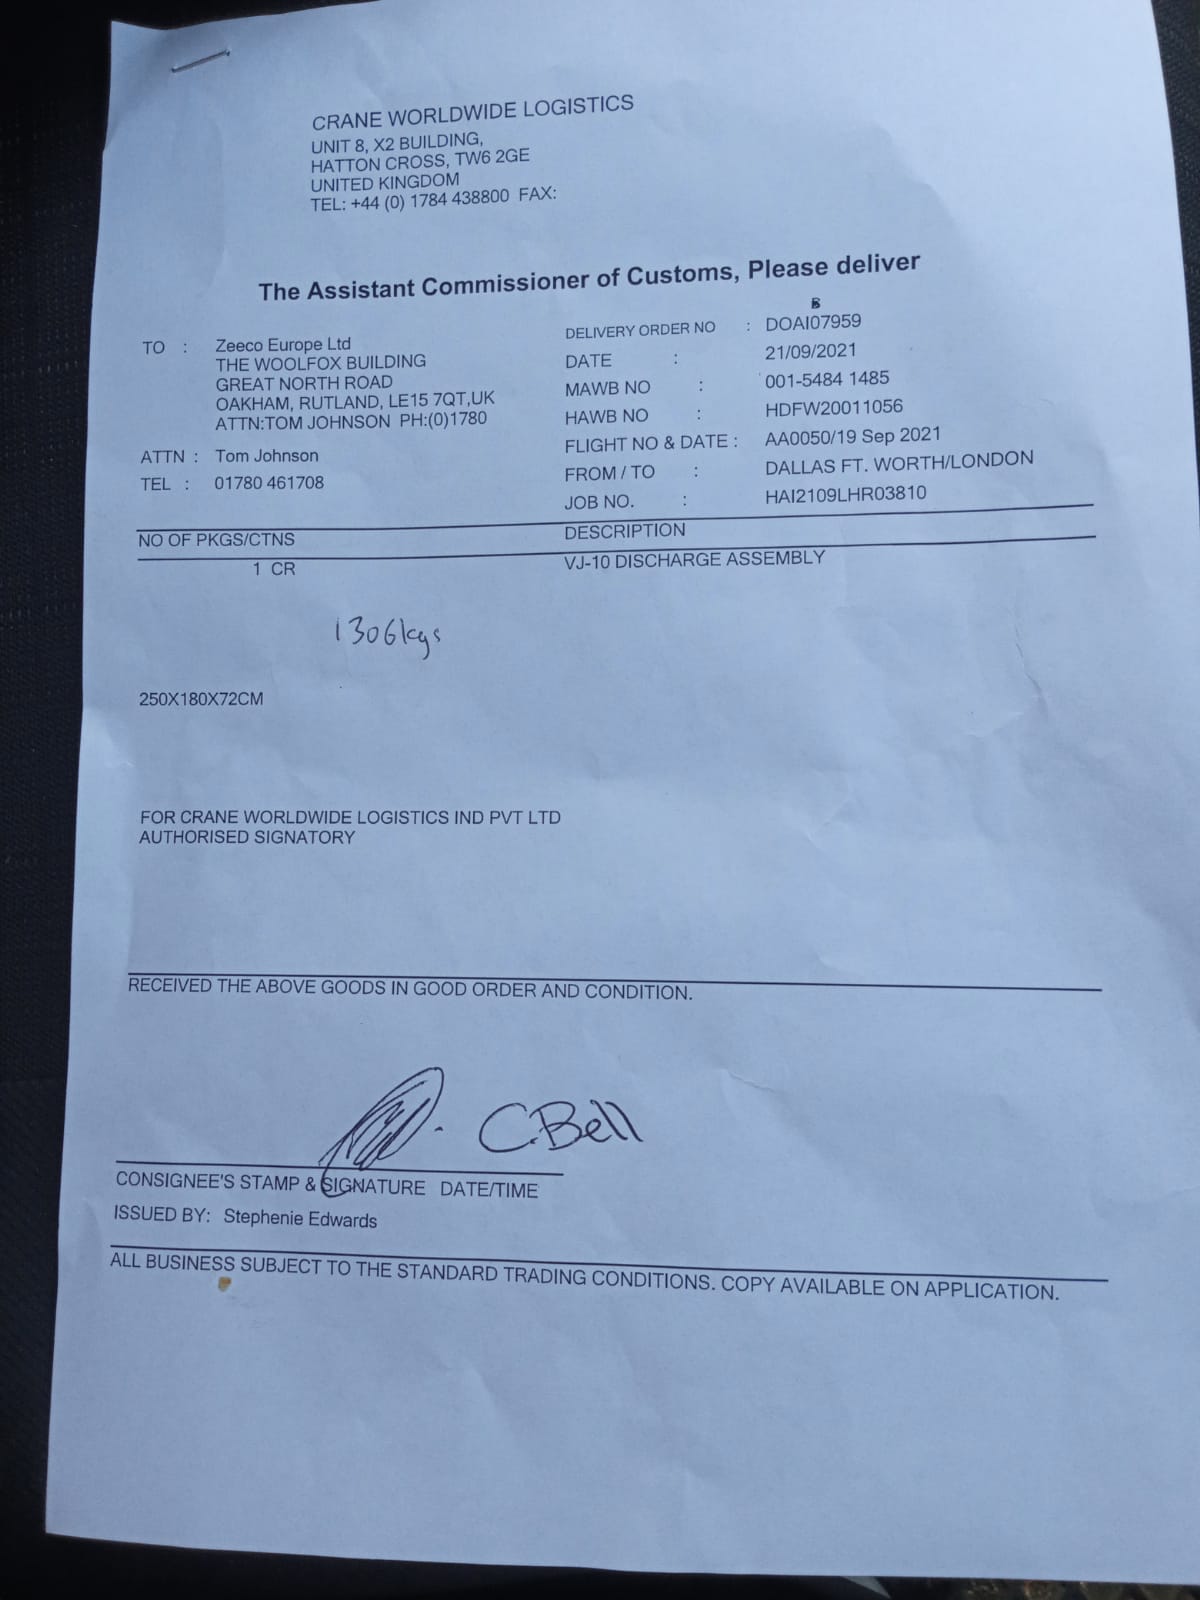 CRANE WORLDWIDE LOGISTICS
UNIT 8, X2 BUILDING,
HATTON CROSS, TW6 2GE
UNITED KINGDOM
TEL: +44 (0) 1784 438800 FAX:
The Assistant Commissioner of Customs, Please deliver
B
TO : Zeeco Europe Ltd
THE WOOLFOX BUILDING
GREAT NORTH ROAD
OAKHAM, RUTLAND, LE15 7QT,UK
ATTN:TOM JOHNSON PH:(0)1780
ATTN : Tom Johnson
TEL : 01780 461708
DELIVERY ORDER NO : DOAI07959
DATE : 21/09/2021
MAWB NO : 001-5484 1485
HAWB NO : HDFW20011056
FLIGHT NO & DATE : AA0050/19 Sep 2021
FROM / TO : DALLAS FT. WORTH/LONDON
JOB NO. : HAI2109LHR03810
NO OF PKGS/CTNS DESCRIPTION
1 CR VJ-10 DISCHARGE ASSEMBLY
1306kgs
250X180X72CM
FOR CRANE WORLDWIDE LOGISTICS IND PVT LTD
AUTHORISED SIGNATORY
RECEIVED THE ABOVE GOODS IN GOOD ORDER AND CONDITION.
C.Bell
CONSIGNEE'S STAMP & SIGNATURE DATE/TIME
ISSUED BY: Stephenie Edwards
ALL BUSINESS SUBJECT TO THE STANDARD TRADING CONDITIONS. COPY AVAILABLE ON APPLICATION.